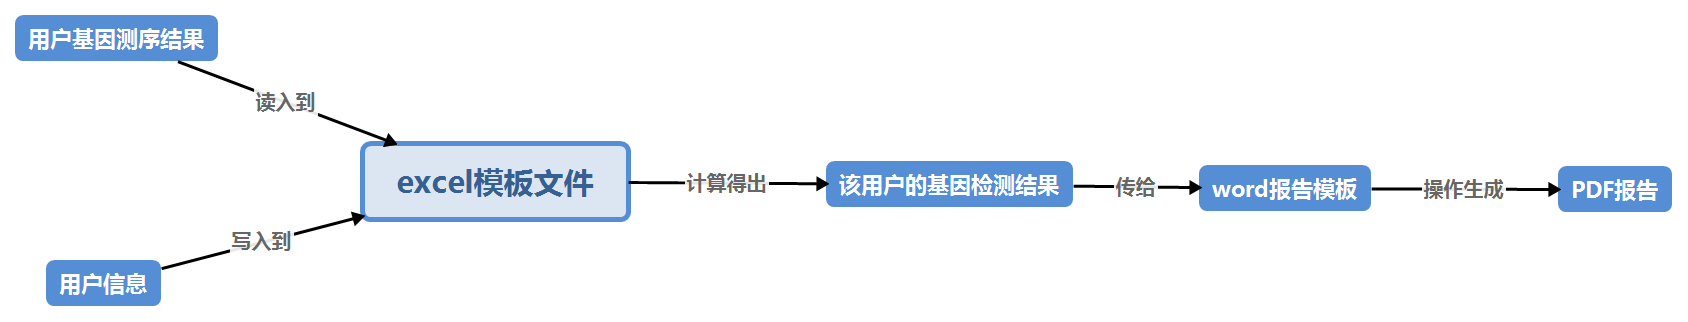 用户基因测序结果
读入到
excel模板文件
计算得出
该用户的基因检测结果
传给
word报告模板
操作生成
PDF报告
写入到
用户信息